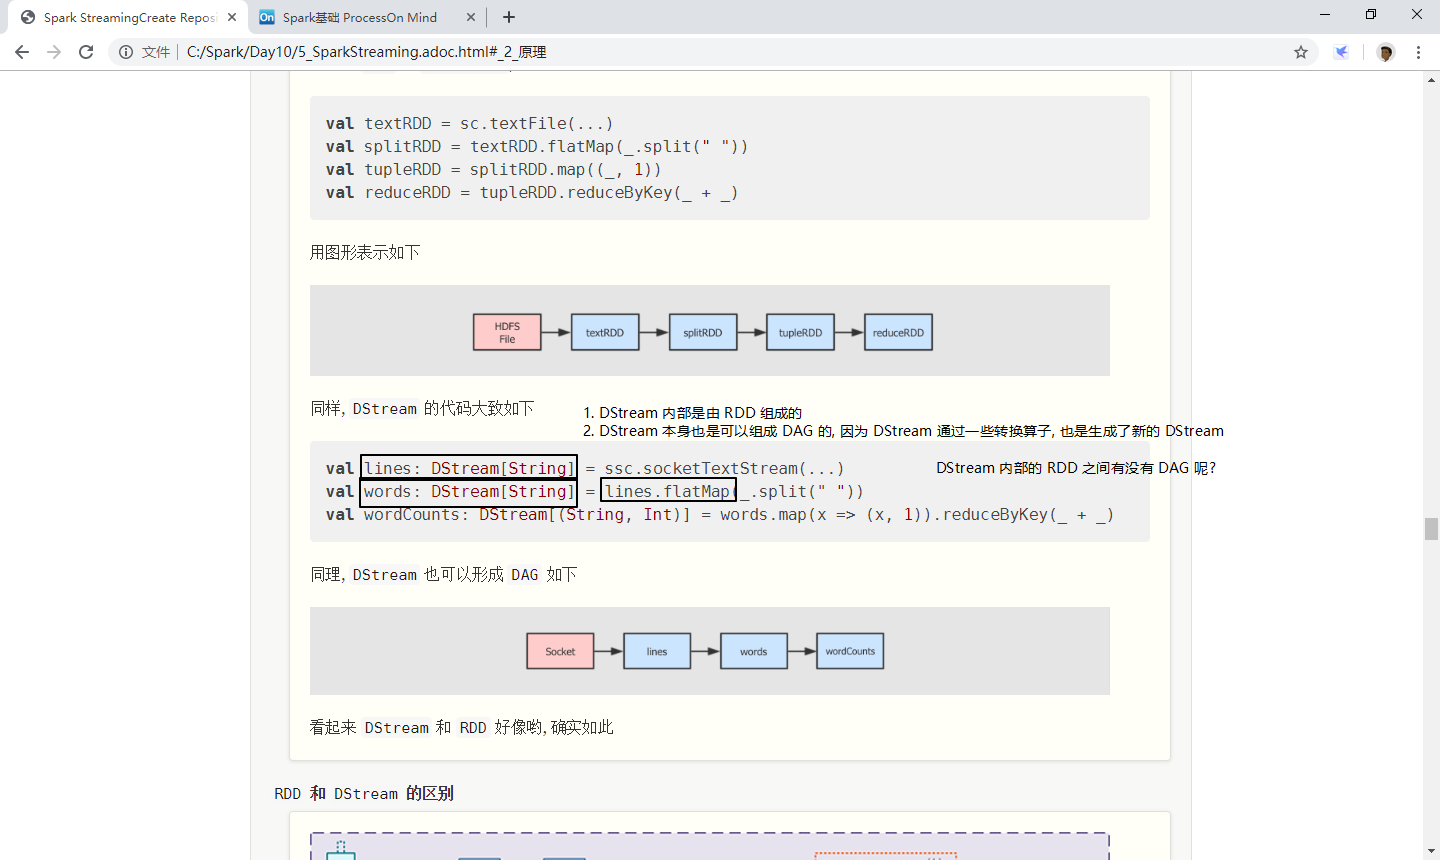 Spark StreamingCreate Reposi
Spark基础 ProcessOn Mind
文件 C:/Spark/Day10/5_SparkStreaming.adoc.html#_2_原理
val textRDD = sc.textFile(...)
val splitRDD = textRDD.flatMap(_.split(" "))
val tupleRDD = splitRDD.map((_, 1))
val reduceRDD = tupleRDD.reduceByKey(_ + _)
用图形表示如下
HDFS
File
textRDD
splitRDD
tupleRDD
reduceRDD
同样, DStream 的代码大致如下
1. DStream 内部是由 RDD 组成的
2. DStream 本身也是可以组成 DAG 的, 因为 DStream 通过一些转换算子, 也是生成了新的 DStream
val lines: DStream[String] = ssc.socketTextStream(...)
DStream 内部的 RDD 之间有没有 DAG 呢?
val words: DStream[String] = lines.flatMap(_.split(" "))
val wordCounts: DStream[(String, Int)] = words.map(x => (x, 1)).reduceByKey(_ + _)
同理, DStream 也可以形成 DAG 如下
Socket
lines
words
wordCounts
看起来 DStream 和 RDD 好像哟, 确实如此
RDD 和 DStream 的区别